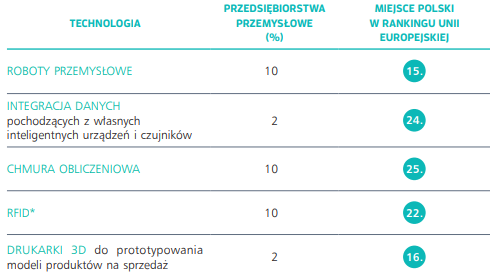 TECHNOLOGIA
PRZEDSIĘBIORSTWA
PRZEMYSŁOWE
(%)
MIEJSCE POLSKI
W RANKINGU UNII
EUROPEJSKIEJ
ROBOTY PRZEMYSŁOWE 10 15.
INTEGRACJA DANYCH
pochodzących z własnych
inteligentnych urządzeń i czujników
2 24.
CHMURA OBLICZENIOWA 10 25.
RFID* 10 22.
DRUKARKI 3D do prototypowania
modeli produktów na sprzedaż
2 16.